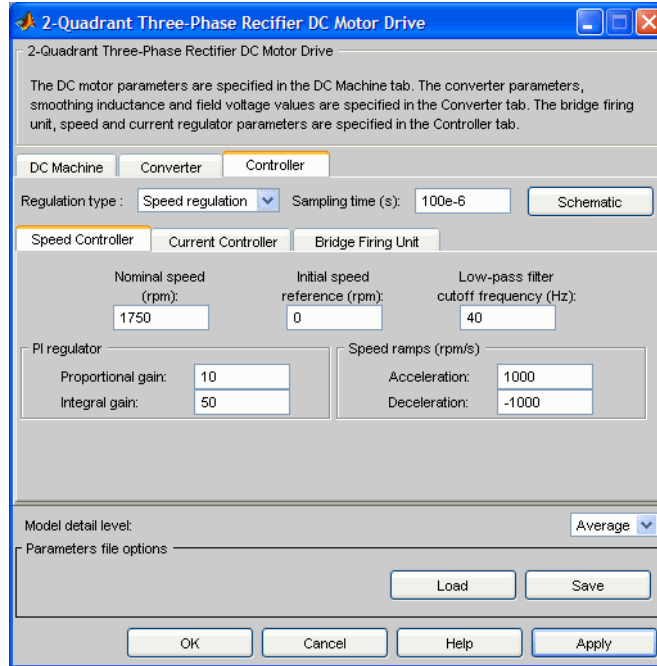 2-Quadrant Three-Phase Rectifier DC Motor Drive
2-Quadrant Three-Phase Rectifier DC Motor Drive
The DC motor parameters are specified in the DC Machine tab. The converter parameters,
smoothing inductance and field voltage values are specified in the Converter tab. The bridge firing
unit, speed and current regulator parameters are specified in the Controller tab.
DC Machine Converter Controller
Regulation type : Speed regulation Sampling time (s): 100e-6 Schematic
Speed Controller Current Controller Bridge Firing Unit
Nominal speed Initial speed Low-pass filter
(rpm): reference (rpm): cutoff frequency (Hz):
1750 0 40
PI regulator Speed ramps (rpm/s)
Proportional gain: 10 Acceleration: 1000
Integral gain: 50 Deceleration: -1000
Model detail level: Average
Parameters file options
Load Save
OK Cancel Help Apply